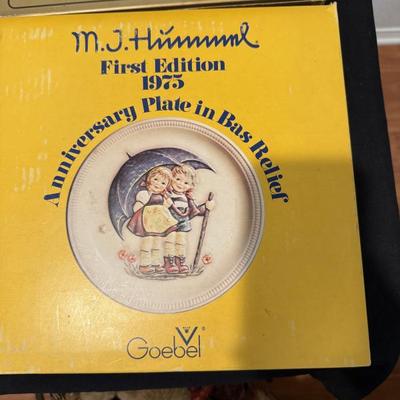 M.J. Hummel
First Edition
1975
Anniversary Plate in Bas Relief
Goebel